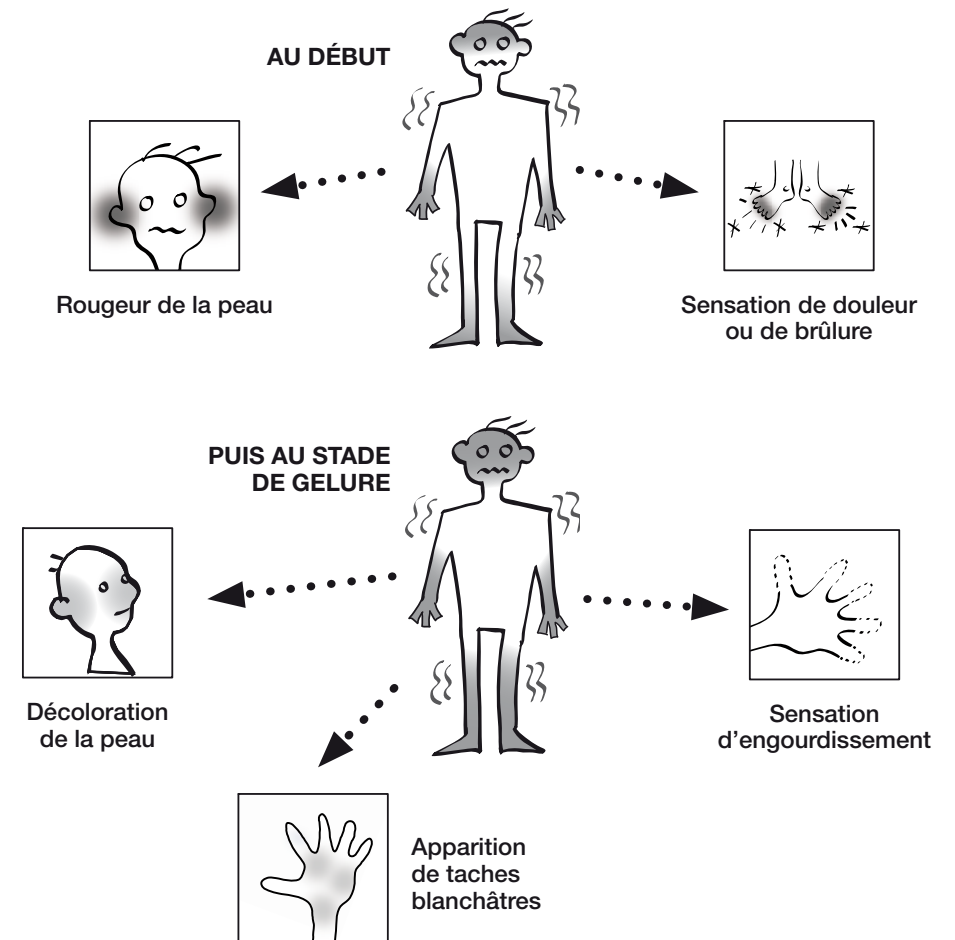 AU DÉBUT
Rougeur de la peau
Sensation de douleur
ou de brûlure
PUIS AU STADE
DE GELURE
Décoloration
de la peau
Sensation
d'engourdissement
Apparition
de taches
blanchâtres